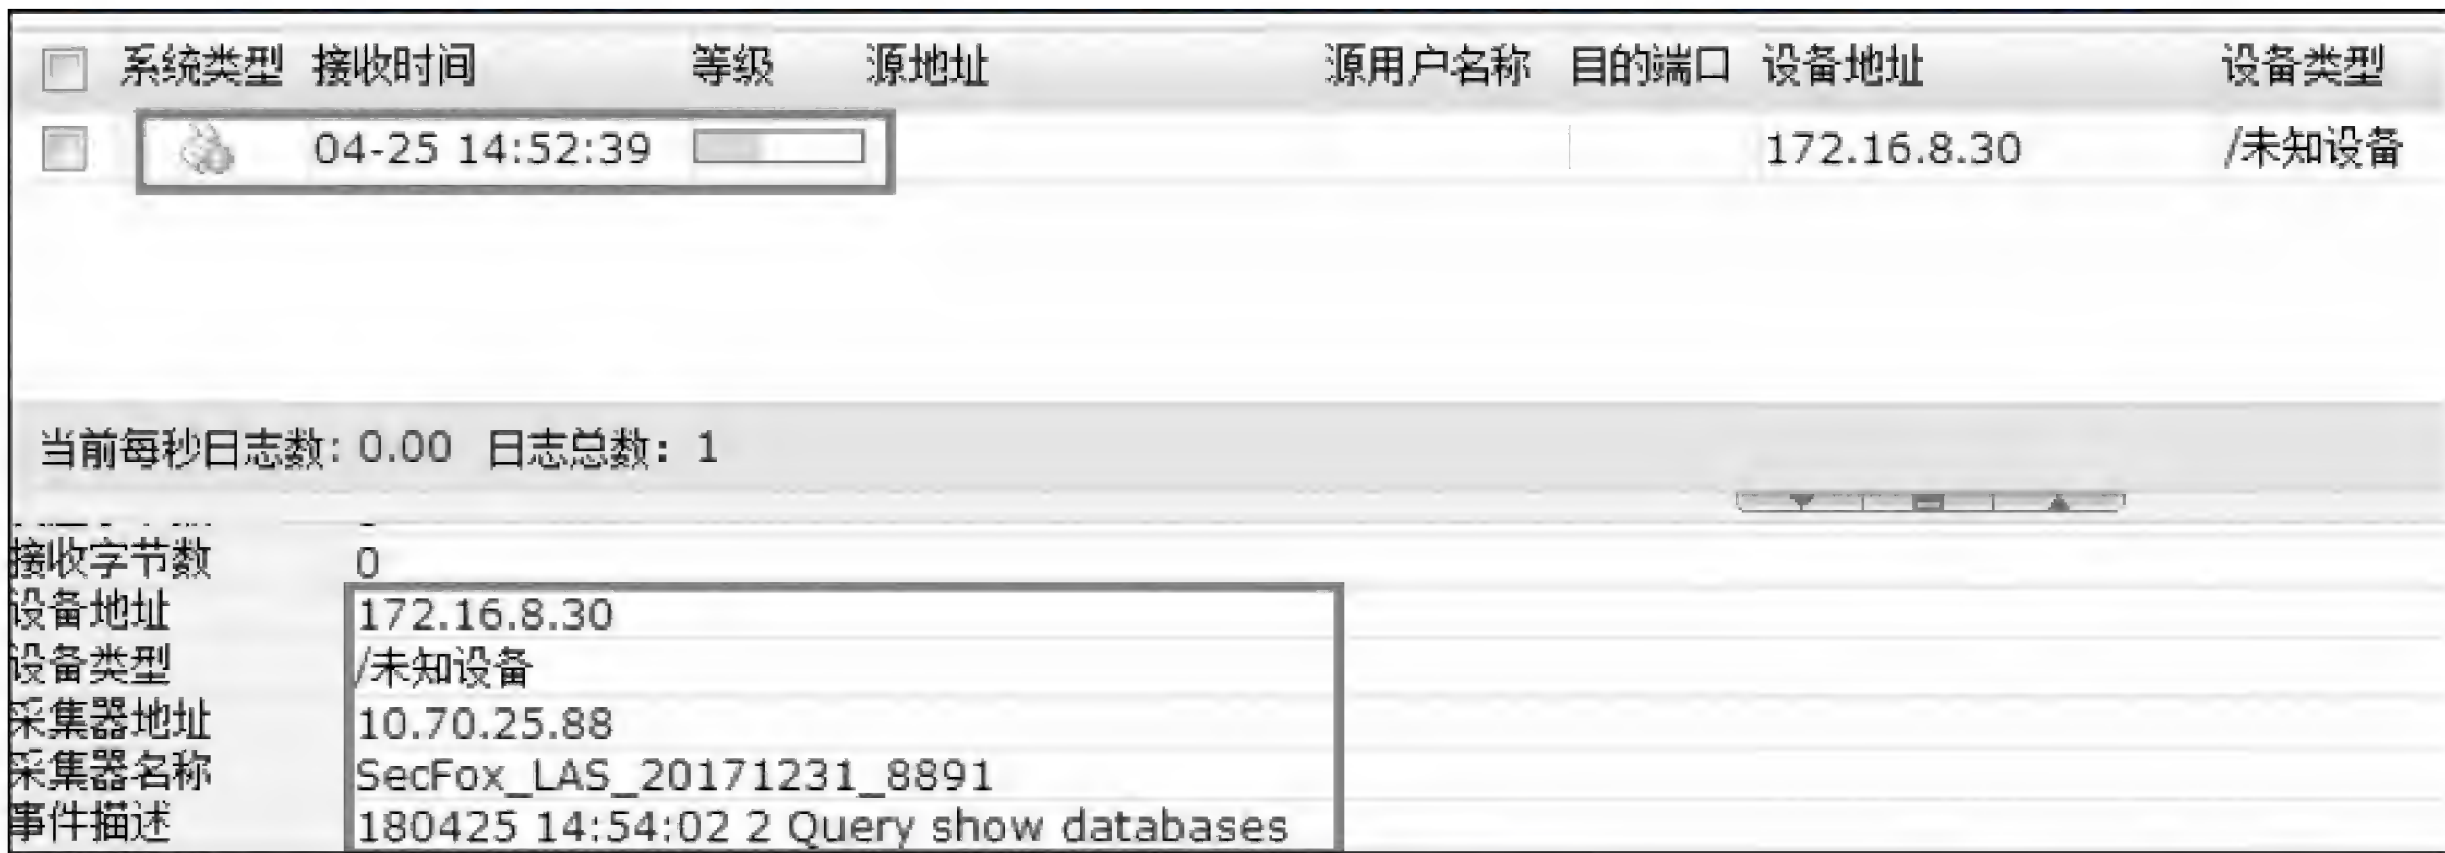 系统类型 接收时间 等级 源地址 源用户名称 目的端口 设备地址 设备类型
04-25 14:52:39 172.16.8.30 /未知设备
当前每秒日志数: 0.00 日志总数: 1
接收字节数 0
设备地址 172.16.8.30
设备类型 /未知设备
采集器地址 10.70.25.88
采集器名称 SecFox_LAS_20171231_8891
事件描述 180425 14:54:02 2 Query show databases